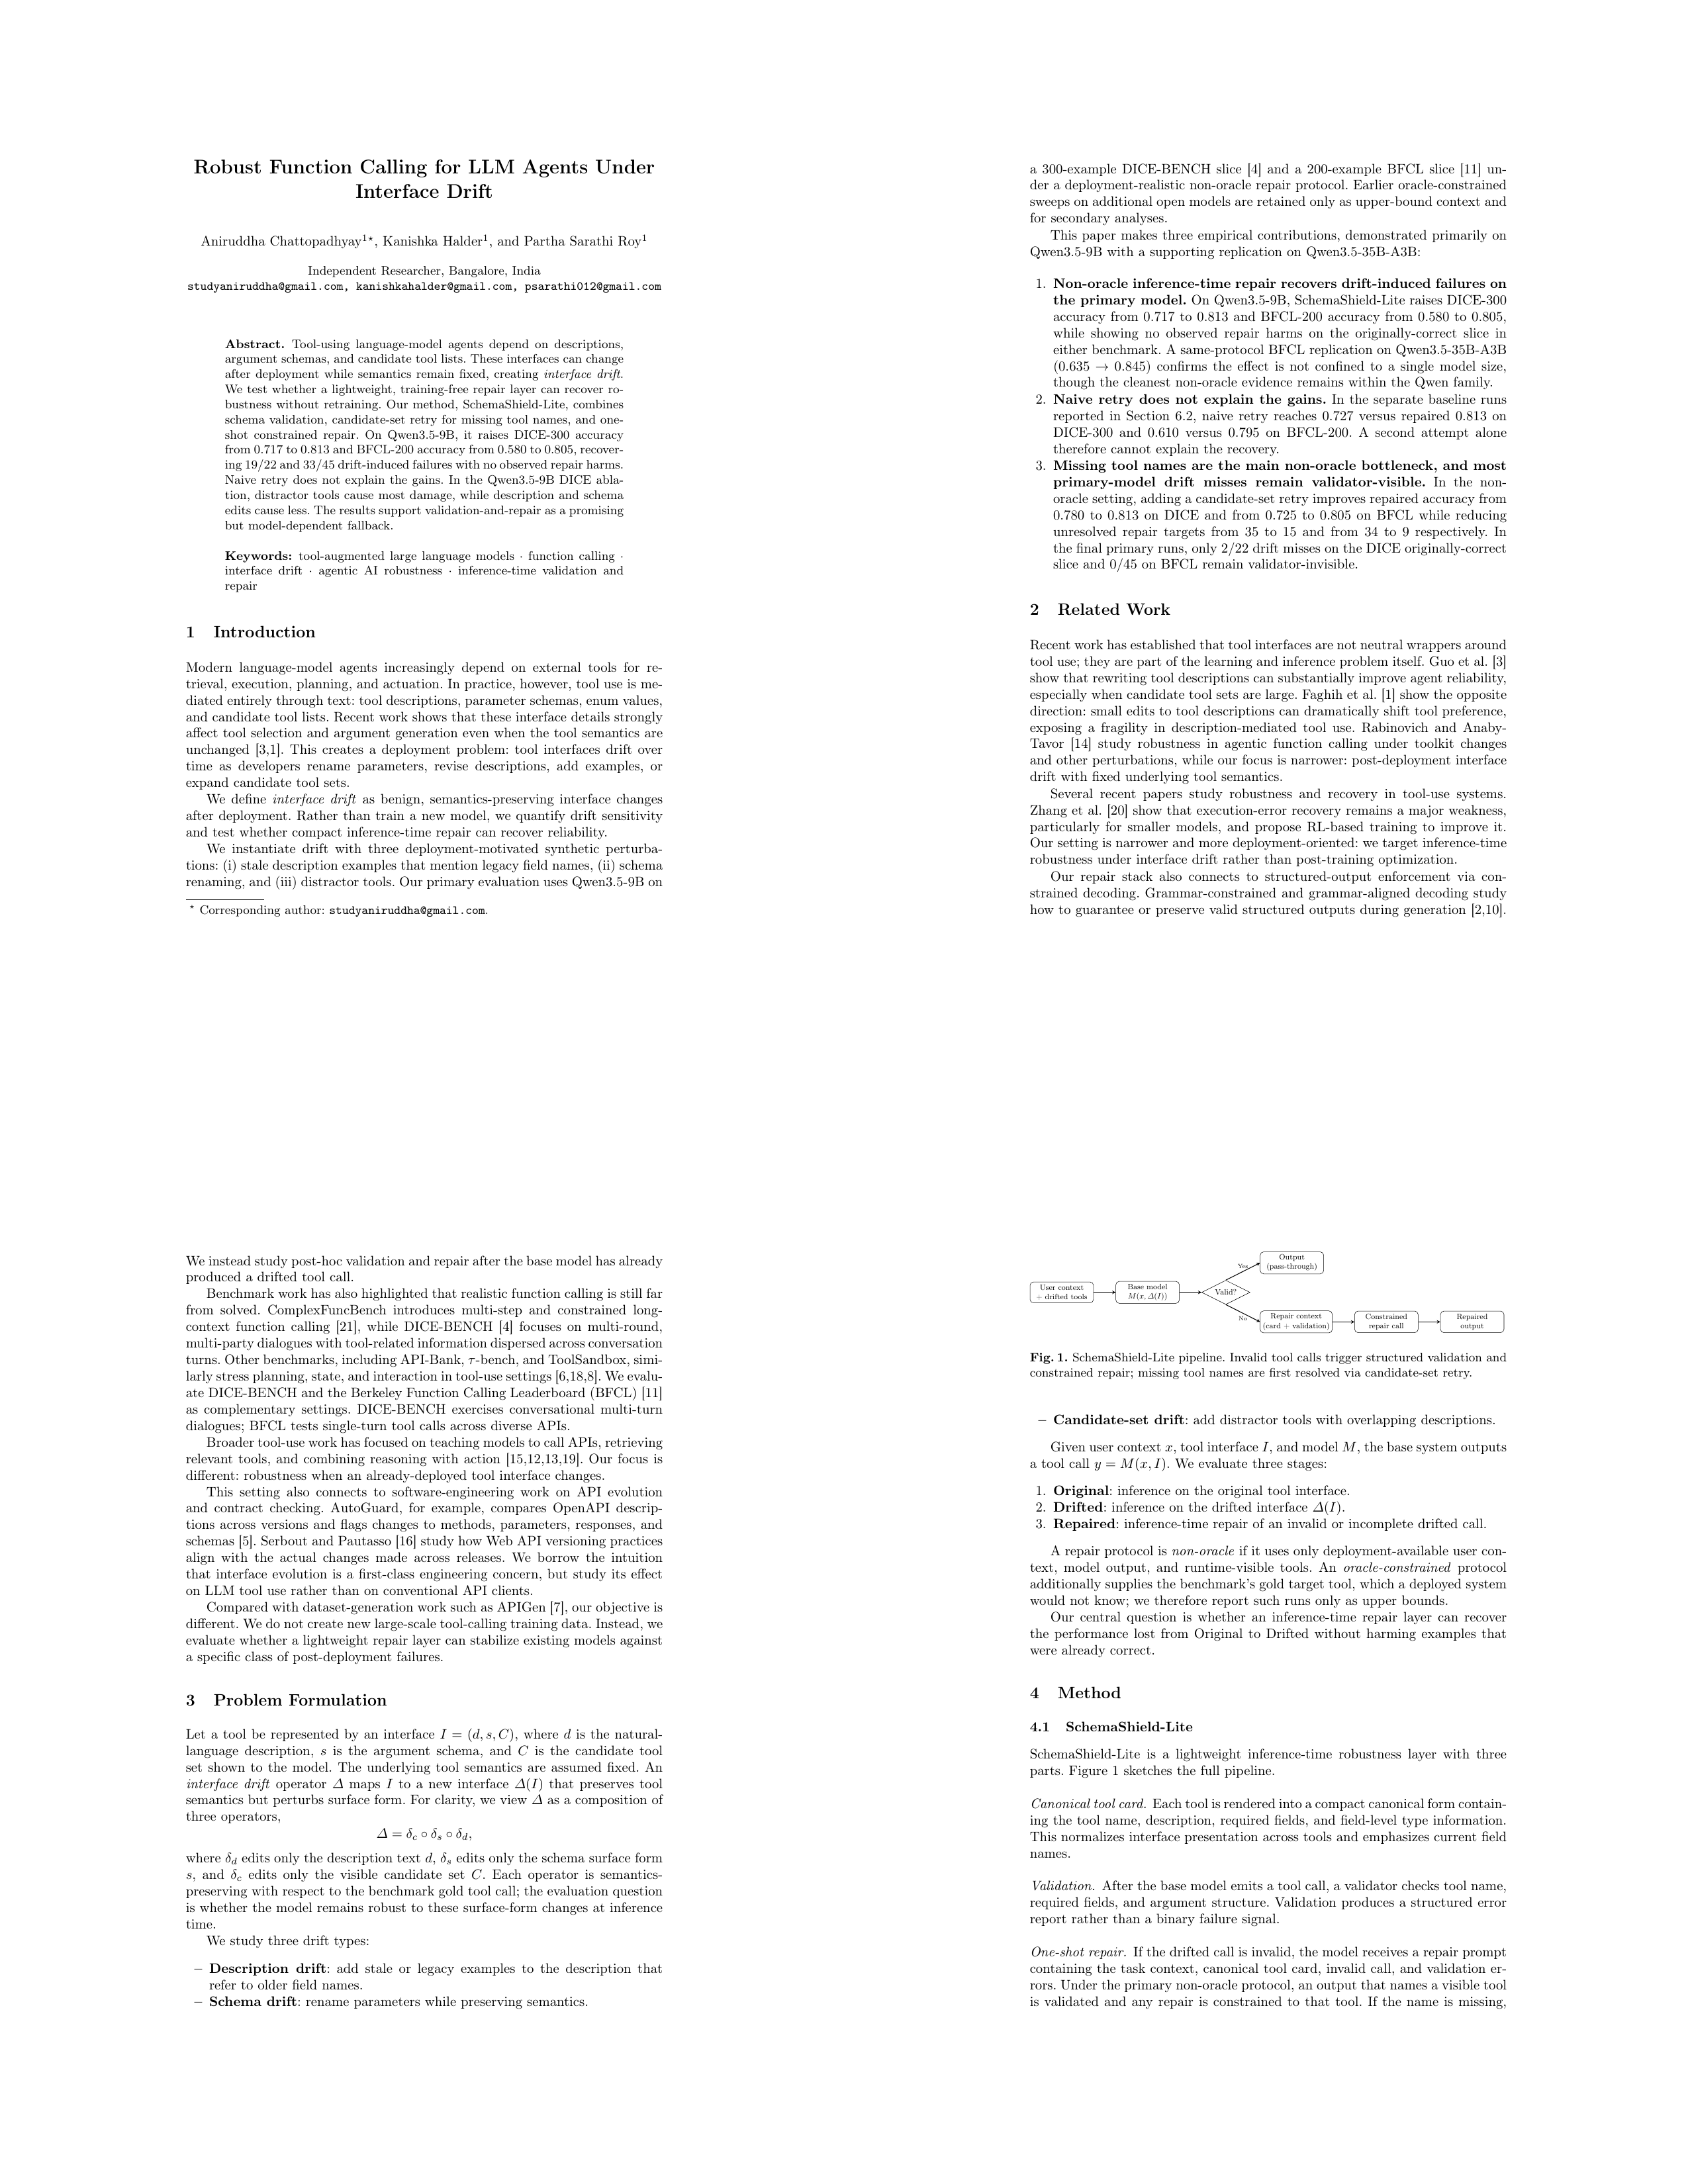 Robust Function Calling for LLM Agents Under
Interface Drift
Aniruddha Chattopadhyay1⋆, Kanishka Halder1, and Partha Sarathi Roy1
Independent Researcher, Bangalore, India
studyaniruddha@gmail.com, kanishkahalder@gmail.com, psarathi012@gmail.com
Abstract. Tool-using language-model agents depend on descriptions,
argument schemas, and candidate tool lists. These interfaces can change
after deployment while semantics remain fixed, creating interface drift.
We test whether a lightweight, training-free repair layer can recover ro-
bustness without retraining. Our method, SchemaShield-Lite, combines
schema validation, candidate-set retry for missing tool names, and one-
shot constrained repair. On Qwen3.5-9B, it raises DICE-300 accuracy
from 0.717 to 0.813 and BFCL-200 accuracy from 0.580 to 0.805, recover-
ing 19/22 and 33/45 drift-induced failures with no observed repair harms.
Naive retry does not explain the gains. In the Qwen3.5-9B DICE abla-
tion, distractor tools cause most damage, while description and schema
edits cause less. The results support validation-and-repair as a promising
but model-dependent fallback.
Keywords: tool-augmented large language models · function calling ·
interface drift · agentic AI robustness · inference-time validation and
repair
1 Introduction
Modern language-model agents increasingly depend on external tools for re-
trieval, execution, planning, and actuation. In practice, however, tool use is me-
diated entirely through text: tool descriptions, parameter schemas, enum values,
and candidate tool lists. Recent work shows that these interface details strongly
affect tool selection and argument generation even when the tool semantics are
unchanged [3,1]. This creates a deployment problem: tool interfaces drift over
time as developers rename parameters, revise descriptions, add examples, or
expand candidate tool sets.
We define interface drift as benign, semantics-preserving interface changes
after deployment. Rather than train a new model, we quantify drift sensitivity
and test whether compact inference-time repair can recover reliability.
We instantiate drift with three deployment-motivated synthetic perturba-
tions: (i) stale description examples that mention legacy field names, (ii) schema
renaming, and (iii) distractor tools. Our primary evaluation uses Qwen3.5-9B on
⋆ Corresponding author: studyaniruddha@gmail.com.
a 300-example DICE-BENCH slice [4] and a 200-example BFCL slice [11] un-
der a deployment-realistic non-oracle repair protocol. Earlier oracle-constrained
sweeps on additional open models are retained only as upper-bound context and
for secondary analyses.
This paper makes three empirical contributions, demonstrated primarily on
Qwen3.5-9B with a supporting replication on Qwen3.5-35B-A3B:
1. Non-oracle inference-time repair recovers drift-induced failures on
the primary model. On Qwen3.5-9B, SchemaShield-Lite raises DICE-300
accuracy from 0.717 to 0.813 and BFCL-200 accuracy from 0.580 to 0.805,
while showing no observed repair harms on the originally-correct slice in
either benchmark. A same-protocol BFCL replication on Qwen3.5-35B-A3B
(0.635 → 0.845) confirms the effect is not confined to a single model size,
though the cleanest non-oracle evidence remains within the Qwen family.
2. Naive retry does not explain the gains. In the separate baseline runs
reported in Section 6.2, naive retry reaches 0.727 versus repaired 0.813 on
DICE-300 and 0.610 versus 0.795 on BFCL-200. A second attempt alone
therefore cannot explain the recovery.
3. Missing tool names are the main non-oracle bottleneck, and most
primary-model drift misses remain validator-visible. In the non-
oracle setting, adding a candidate-set retry improves repaired accuracy from
0.780 to 0.813 on DICE and from 0.725 to 0.805 on BFCL while reducing
unresolved repair targets from 35 to 15 and from 34 to 9 respectively. In
the final primary runs, only 2/22 drift misses on the DICE originally-correct
slice and 0/45 on BFCL remain validator-invisible.
2 Related Work
Recent work has established that tool interfaces are not neutral wrappers around
tool use; they are part of the learning and inference problem itself. Guo et al. [3]
show that rewriting tool descriptions can substantially improve agent reliability,
especially when candidate tool sets are large. Faghih et al. [1] show the opposite
direction: small edits to tool descriptions can dramatically shift tool preference,
exposing a fragility in description-mediated tool use. Rabinovich and Anaby-
Tavor [14] study robustness in agentic function calling under toolkit changes
and other perturbations, while our focus is narrower: post-deployment interface
drift with fixed underlying tool semantics.
Several recent papers study robustness and recovery in tool-use systems.
Zhang et al. [20] show that execution-error recovery remains a major weakness,
particularly for smaller models, and propose RL-based training to improve it.
Our setting is narrower and more deployment-oriented: we target inference-time
robustness under interface drift rather than post-training optimization.
Our repair stack also connects to structured-output enforcement via con-
strained decoding. Grammar-constrained and grammar-aligned decoding study
how to guarantee or preserve valid structured outputs during generation [2,10].
We instead study post-hoc validation and repair after the base model has already
produced a drifted tool call.
Benchmark work has also highlighted that realistic function calling is still far
from solved. ComplexFuncBench introduces multi-step and constrained long-
context function calling [21], while DICE-BENCH [4] focuses on multi-round,
multi-party dialogues with tool-related information dispersed across conversation
turns. Other benchmarks, including API-Bank, τ-bench, and ToolSandbox, simi-
larly stress planning, state, and interaction in tool-use settings [6,18,8]. We evalu-
ate DICE-BENCH and the Berkeley Function Calling Leaderboard (BFCL) [11]
as complementary settings. DICE-BENCH exercises conversational multi-turn
dialogues; BFCL tests single-turn tool calls across diverse APIs.
Broader tool-use work has focused on teaching models to call APIs, retrieving
relevant tools, and combining reasoning with action [15,12,13,19]. Our focus is
different: robustness when an already-deployed tool interface changes.
This setting also connects to software-engineering work on API evolution
and contract checking. AutoGuard, for example, compares OpenAPI descrip-
tions across versions and flags changes to methods, parameters, responses, and
schemas [5]. Serbout and Pautasso [16] study how Web API versioning practices
align with the actual changes made across releases. We borrow the intuition
that interface evolution is a first-class engineering concern, but study its effect
on LLM tool use rather than on conventional API clients.
Compared with dataset-generation work such as APIGen [7], our objective is
different. We do not create new large-scale tool-calling training data. Instead, we
evaluate whether a lightweight repair layer can stabilize existing models against
a specific class of post-deployment failures.
3 Problem Formulation
Let a tool be represented by an interface I = (d, s, C), where d is the natural-
language description, s is the argument schema, and C is the candidate tool
set shown to the model. The underlying tool semantics are assumed fixed. An
interface drift operator Δ maps I to a new interface Δ(I) that preserves tool
semantics but perturbs surface form. For clarity, we view Δ as a composition of
three operators,
Δ = δc ∘ δs ∘ δd,
where δd edits only the description text d, δs edits only the schema surface form
s, and δc edits only the visible candidate set C. Each operator is semantics-
preserving with respect to the benchmark gold tool call; the evaluation question
is whether the model remains robust to these surface-form changes at inference
time.
We study three drift types:
– Description drift: add stale or legacy examples to the description that
refer to older field names.
– Schema drift: rename parameters while preserving semantics.
User context
+ drifted tools
Base model
M(x, Δ(I))
Valid?
Yes
Output
(pass-through)
No
Repair context
(card + validation)
Constrained
repair call
Repaired
output
Fig. 1. SchemaShield-Lite pipeline. Invalid tool calls trigger structured validation and
constrained repair; missing tool names are first resolved via candidate-set retry.
– Candidate-set drift: add distractor tools with overlapping descriptions.
Given user context x, tool interface I, and model M, the base system outputs
a tool call y = M(x, I). We evaluate three stages:
1. Original: inference on the original tool interface.
2. Drifted: inference on the drifted interface Δ(I).
3. Repaired: inference-time repair of an invalid or incomplete drifted call.
A repair protocol is non-oracle if it uses only deployment-available user con-
text, model output, and runtime-visible tools. An oracle-constrained protocol
additionally supplies the benchmark's gold target tool, which a deployed system
would not know; we therefore report such runs only as upper bounds.
Our central question is whether an inference-time repair layer can recover
the performance lost from Original to Drifted without harming examples that
were already correct.
4 Method
4.1 SchemaShield-Lite
SchemaShield-Lite is a lightweight inference-time robustness layer with three
parts. Figure 1 sketches the full pipeline.
Canonical tool card. Each tool is rendered into a compact canonical form contain-
ing the tool name, description, required fields, and field-level type information.
This normalizes interface presentation across tools and emphasizes current field
names.
Validation. After the base model emits a tool call, a validator checks tool name,
required fields, and argument structure. Validation produces a structured error
report rather than a binary failure signal.
One-shot repair. If the drifted call is invalid, the model receives a repair prompt
containing the task context, canonical tool card, invalid call, and validation er-
rors. Under the primary non-oracle protocol, an output that names a visible tool
is validated and any repair is constrained to that tool. If the name is missing,